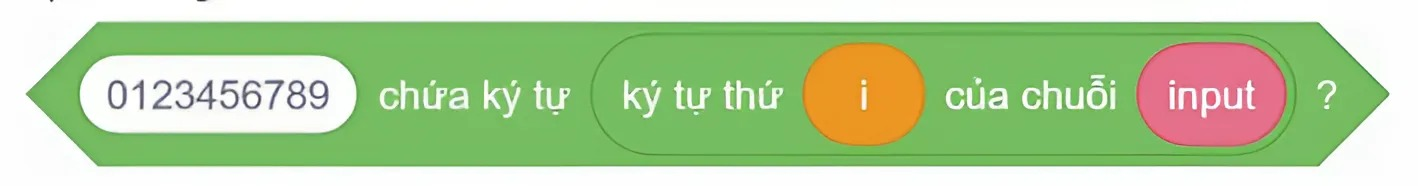 0123456789 chứa ký tự ký tự thứ i của chuỗi input ?